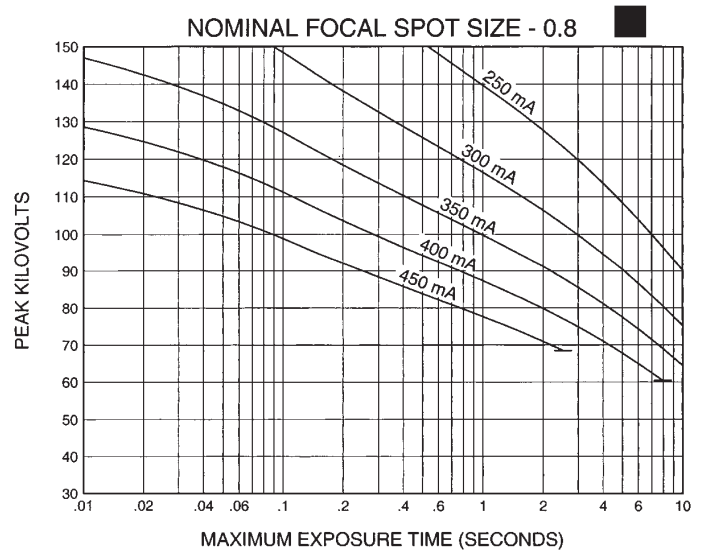 NOMINAL FOCAL SPOT SIZE - 0.8
150
140
130
120
110
100
90
80
70
60
50
40
30
PEAK KILOVOLTS
250 mA
300 mA
350 mA
400 mA
450 mA
.01 .02 .04 .06 .1 .2 .4 .6 1 2 4 6 10
MAXIMUM EXPOSURE TIME (SECONDS)